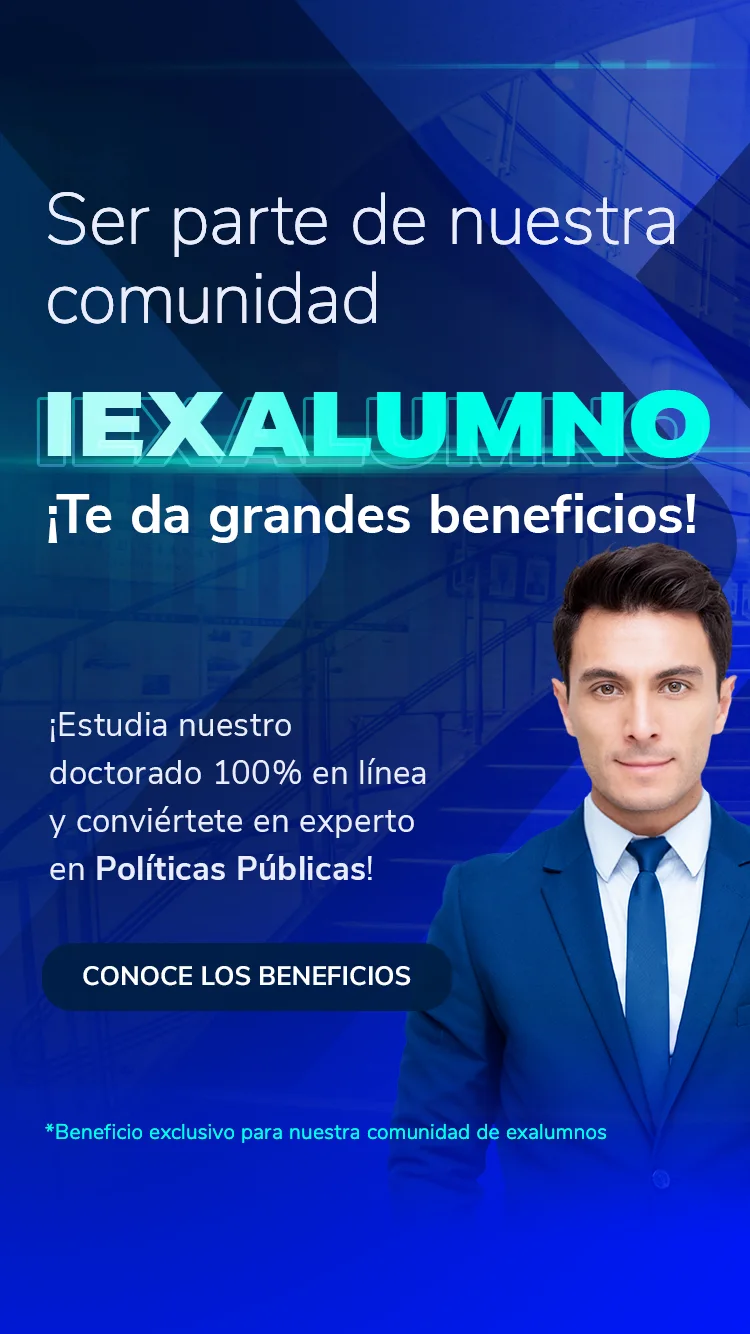 Ser parte de nuestra
comunidad
IEXALUMNO
¡Te da grandes beneficios!
¡Estudia nuestro
doctorado 100% en línea
y conviértete en experto
en Políticas Públicas!
CONOCE LOS BENEFICIOS
*Beneficio exclusivo para nuestra comunidad de exalumnos